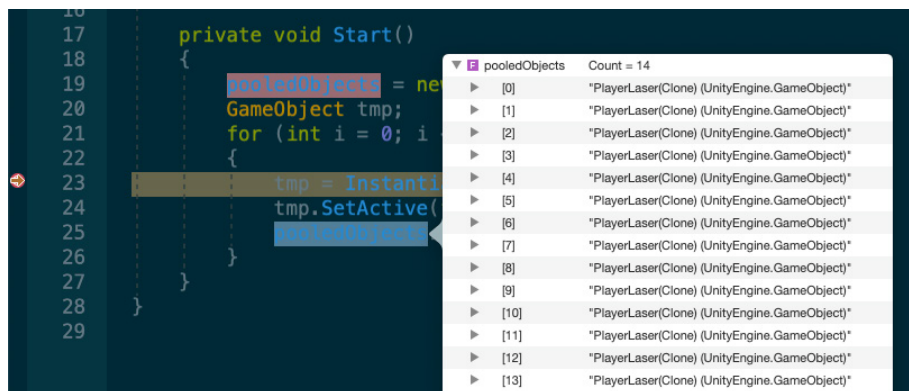 16
17 private void Start()
18 {
19 pooledObjects = new
20 GameObject tmp;
21 for (int i = 0; i
22 {
23 tmp = Instanti
24 tmp.SetActive(
25 pooledObjects
26 }
27 }
28 }
29
F pooledObjects Count = 14
[0] "PlayerLaser(Clone) (UnityEngine.GameObject)"
[1] "PlayerLaser(Clone) (UnityEngine.GameObject)"
[2] "PlayerLaser(Clone) (UnityEngine.GameObject)"
[3] "PlayerLaser(Clone) (UnityEngine.GameObject)"
[4] "PlayerLaser(Clone) (UnityEngine.GameObject)"
[5] "PlayerLaser(Clone) (UnityEngine.GameObject)"
[6] "PlayerLaser(Clone) (UnityEngine.GameObject)"
[7] "PlayerLaser(Clone) (UnityEngine.GameObject)"
[8] "PlayerLaser(Clone) (UnityEngine.GameObject)"
[9] "PlayerLaser(Clone) (UnityEngine.GameObject)"
[10] "PlayerLaser(Clone) (UnityEngine.GameObject)"
[11] "PlayerLaser(Clone) (UnityEngine.GameObject)"
[12] "PlayerLaser(Clone) (UnityEngine.GameObject)"
[13] "PlayerLaser(Clone) (UnityEngine.GameObject)"